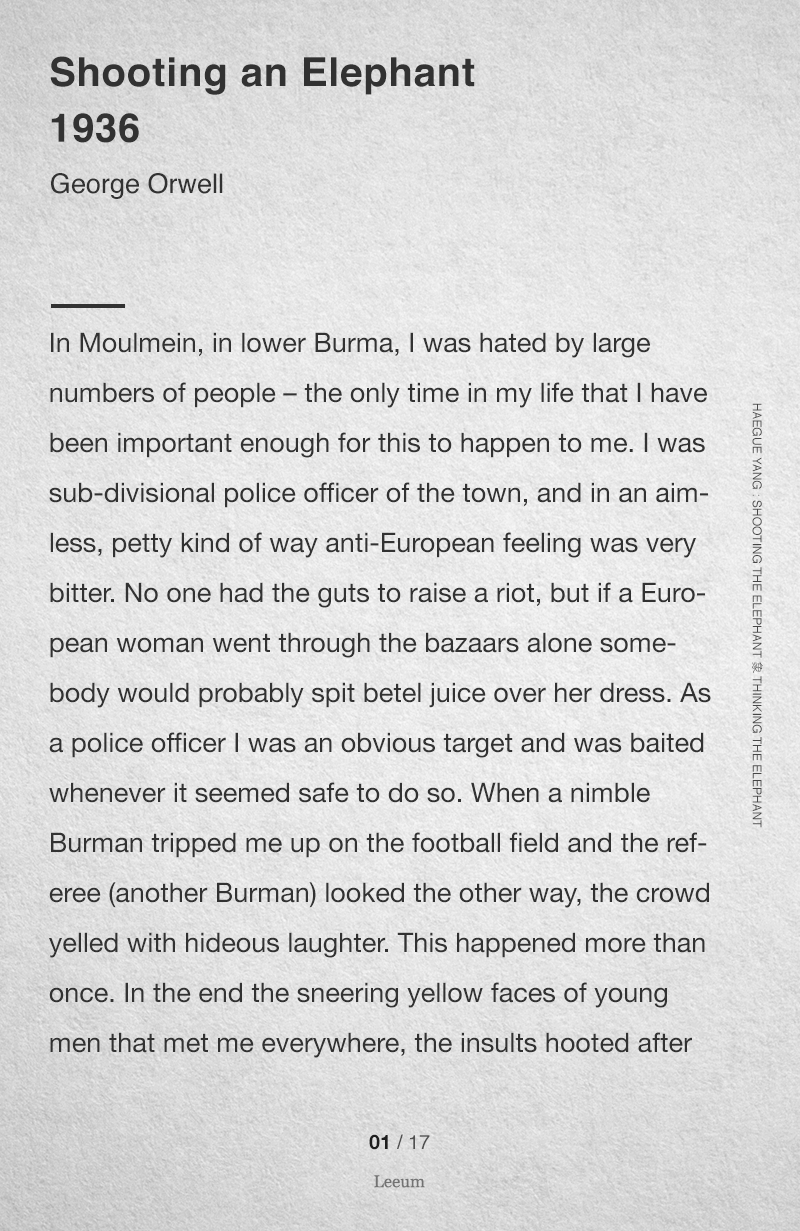 Shooting an Elephant
1936
George Orwell
In Moulmein, in lower Burma, I was hated by large
numbers of people – the only time in my life that I have
been important enough for this to happen to me. I was
sub-divisional police officer of the town, and in an aim-
less, petty kind of way anti-European feeling was very
bitter. No one had the guts to raise a riot, but if a Euro-
pean woman went through the bazaars alone some-
body would probably spit betel juice over her dress. As
a police officer I was an obvious target and was baited
whenever it seemed safe to do so. When a nimble
Burman tripped me up on the football field and the ref-
eree (another Burman) looked the other way, the crowd
yelled with hideous laughter. This happened more than
once. In the end the sneering yellow faces of young
men that met me everywhere, the insults hooted after
HAEGUE YANG : SHOOTING THE ELEPHANT 象 THINKING THE ELEPHANT
01 / 17
Leeum